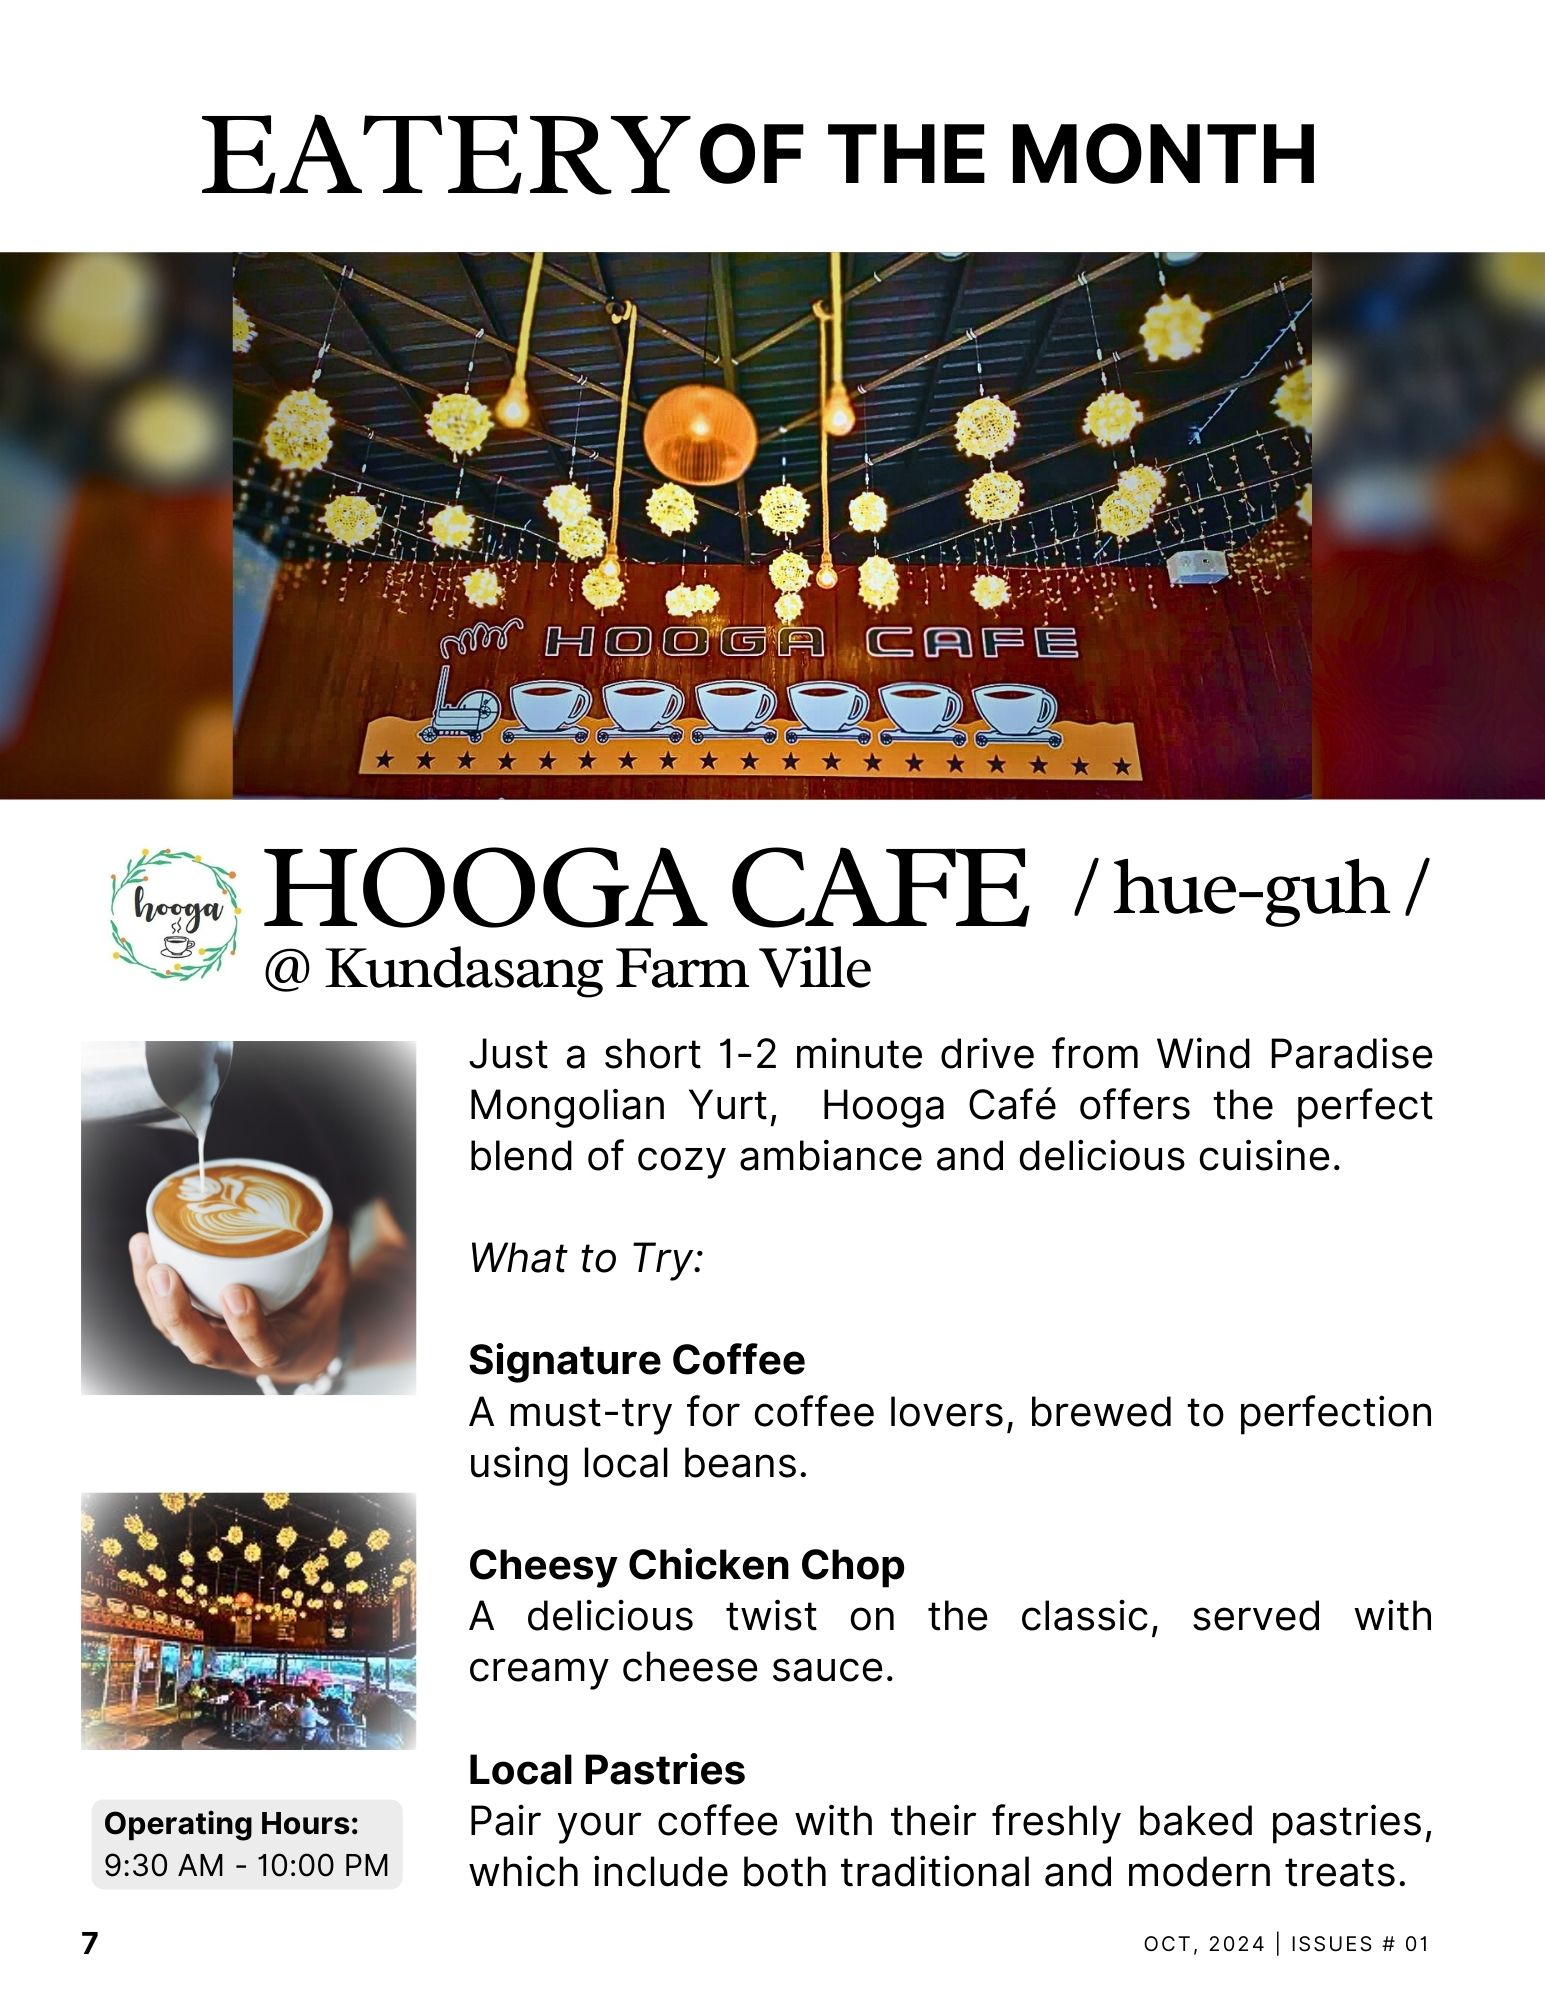 EATERY OF THE MONTH
HOOGA CAFE
hooga
HOOGA CAFE / hue-guh /
@ Kundasang Farm Ville
Just a short 1-2 minute drive from Wind Paradise
Mongolian Yurt, Hooga Café offers the perfect
blend of cozy ambiance and delicious cuisine.
What to Try:
Signature Coffee
A must-try for coffee lovers, brewed to perfection
using local beans.
Cheesy Chicken Chop
A delicious twist on the classic, served with
creamy cheese sauce.
Local Pastries
Pair your coffee with their freshly baked pastries,
which include both traditional and modern treats.
Operating Hours:
9:30 AM - 10:00 PM
7
OCT, 2024 | ISSUES # 01